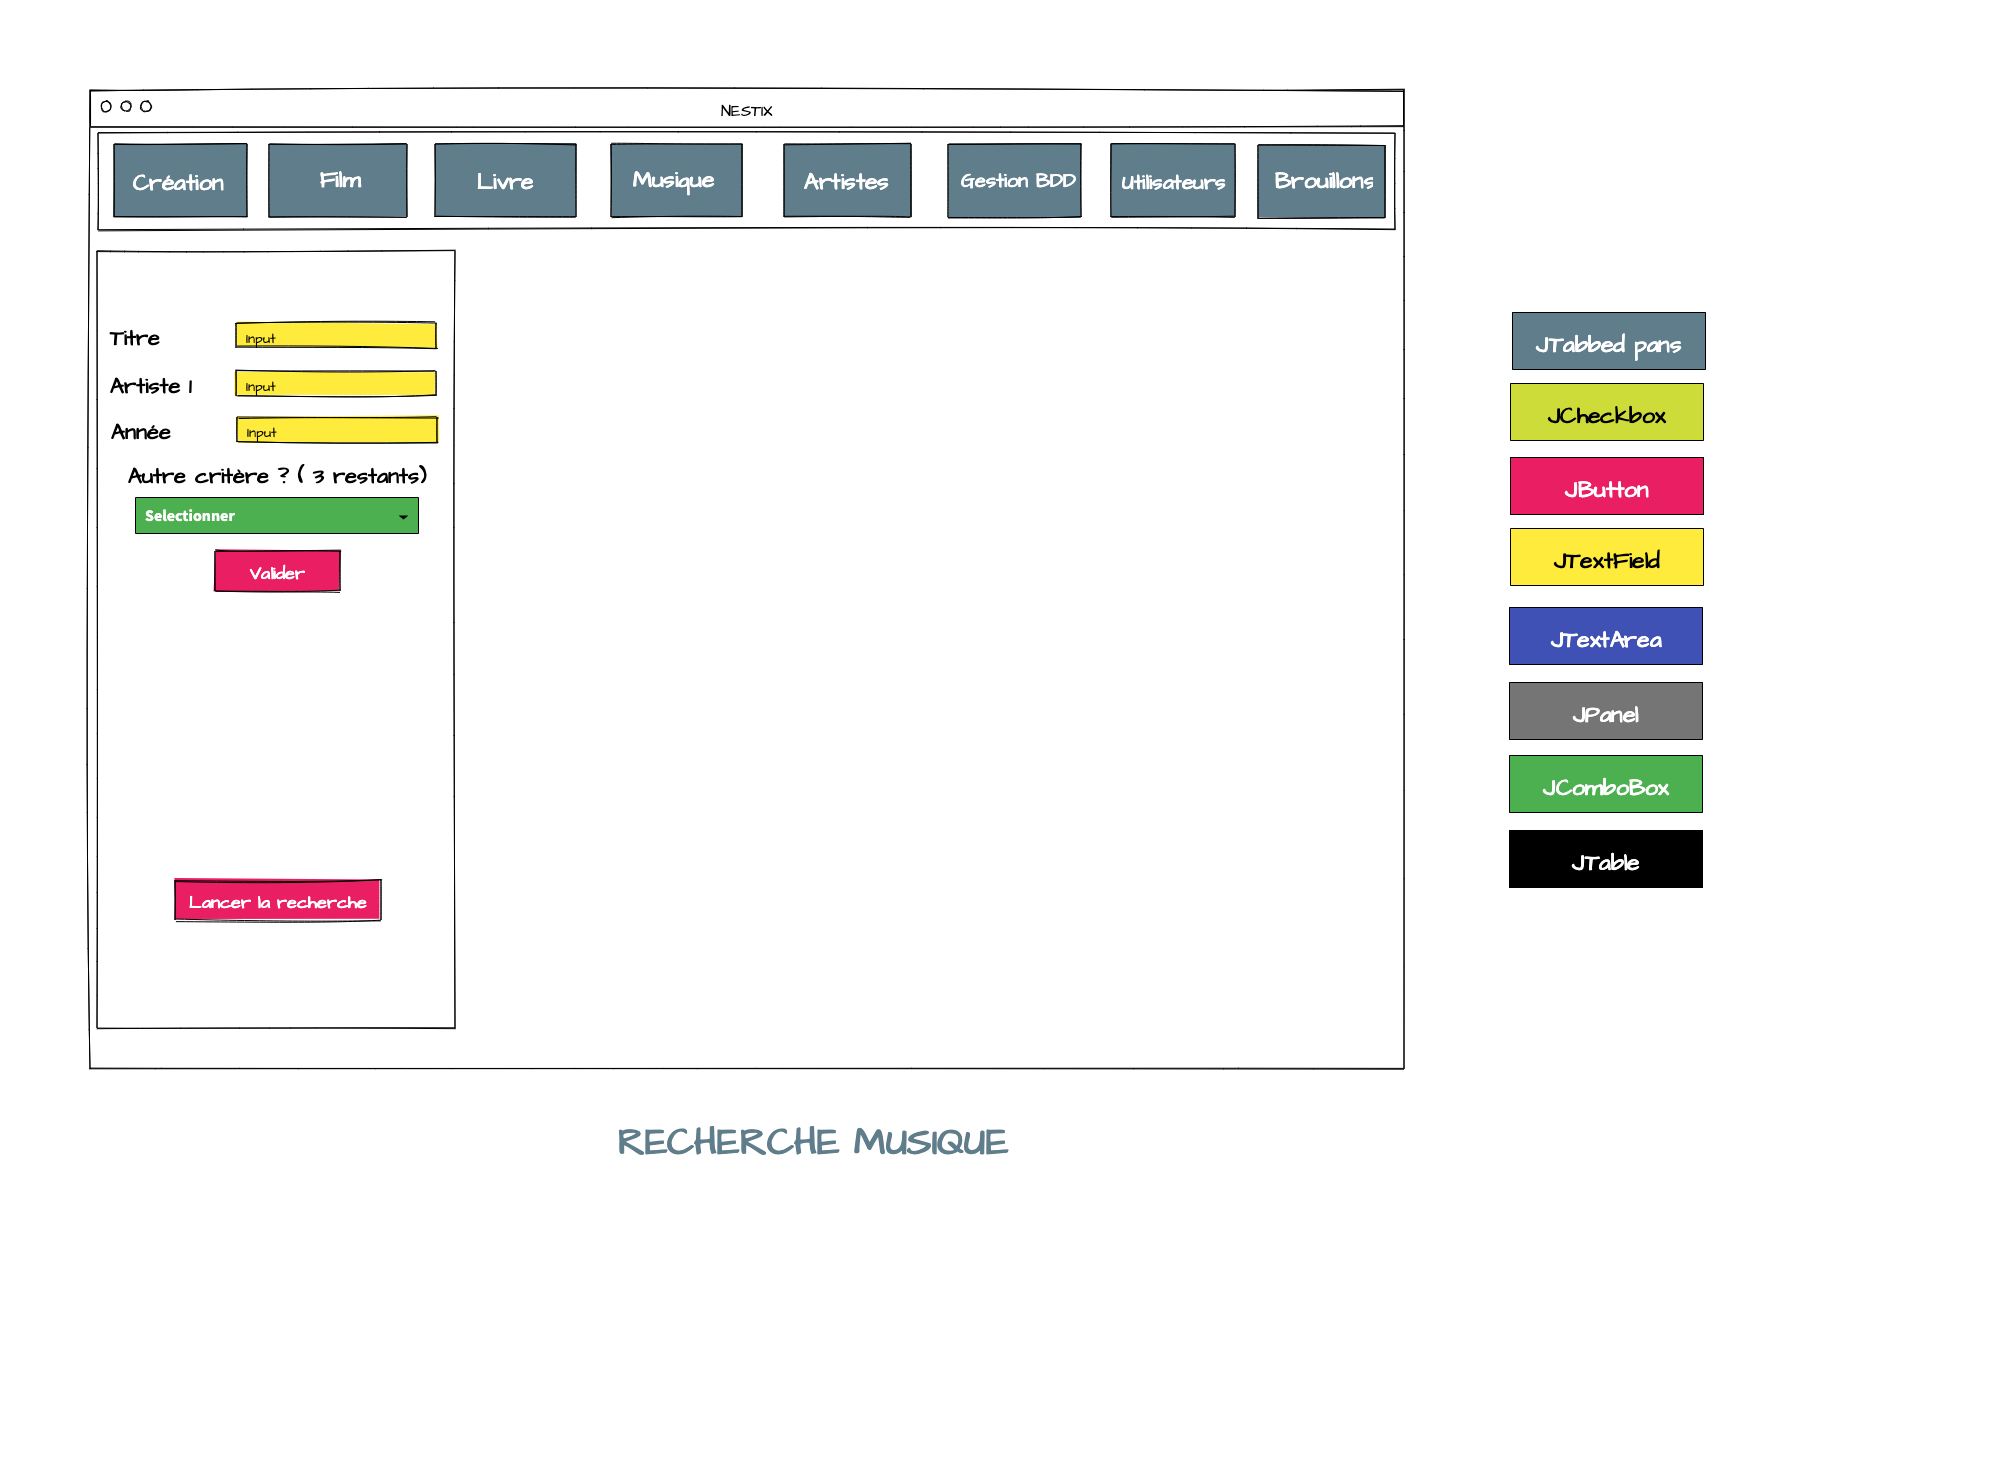 NESTIX
Création
Film
Livre
Musique
Artistes
Gestion BDD
Utilisateurs
Brouillons
Titre
Input
Artiste 1
Input
Année
Input
Autre critère ? ( 3 restants)
Selectionner
Valider
Lancer la recherche
JTabbed pans
JCheckbox
JButton
JTextField
JTextArea
JPanel
JComboBox
JTable
RECHERCHE MUSIQUE